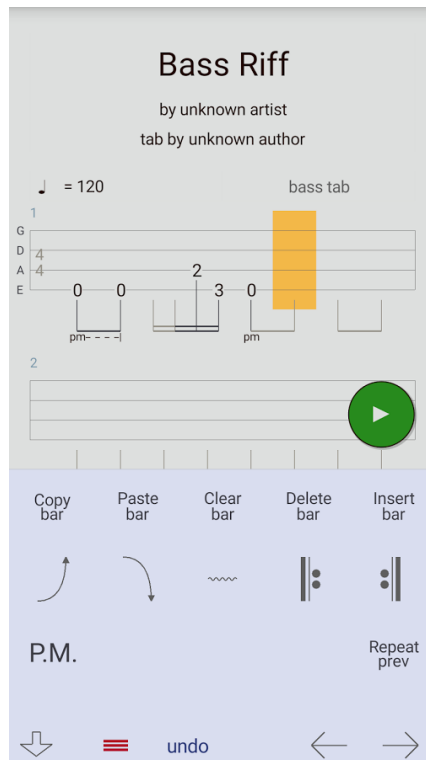 Bass Riff
by unknown artist
tab by unknown author
= 120 bass tab
1
G
D
4
A 4 2
E 0 0 3 0
pm pm
2
Copy bar Paste bar Clear bar Delete bar Insert bar
P.M. Repeat prev
undo